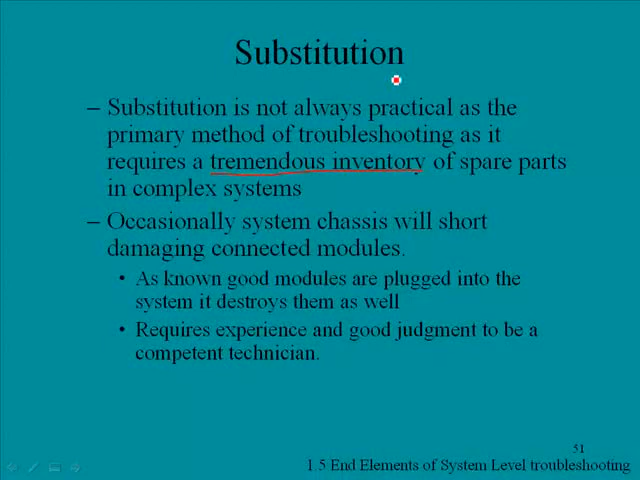 Substitution
– Substitution is not always practical as the
primary method of troubleshooting as it
requires a tremendous inventory of spare parts
in complex systems
– Occasionally system chassis will short
damaging connected modules.
• As known good modules are plugged into the
system it destroys them as well
• Requires experience and good judgment to be a
competent technician.
51
1.5 End Elements of System Level troubleshooting